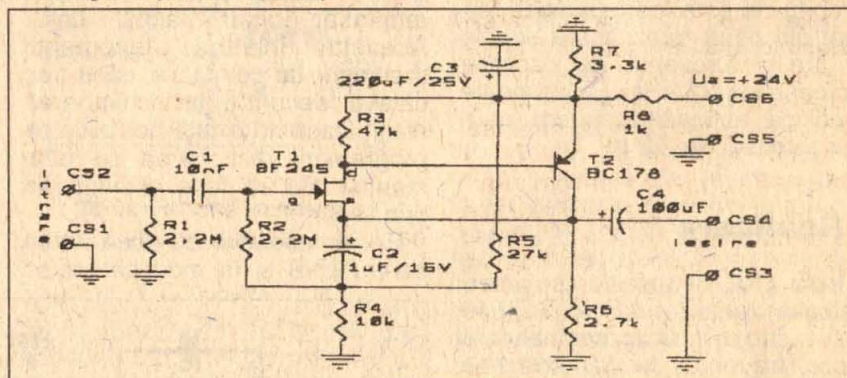 C3
220uF/25V
R7
3.3k
Ua=+24V
CS6
R3
47k
R6
1k
CS5
CS2
C1
10nF
T1
BF245
d
g
s
T2
BC178
C4
100uF
CS4
Iesire
Intrare
CS1
R1
2.2M
R2
2.2M
C2
1uF/16V
R5
27k
CS3
R4
10k
2.7k